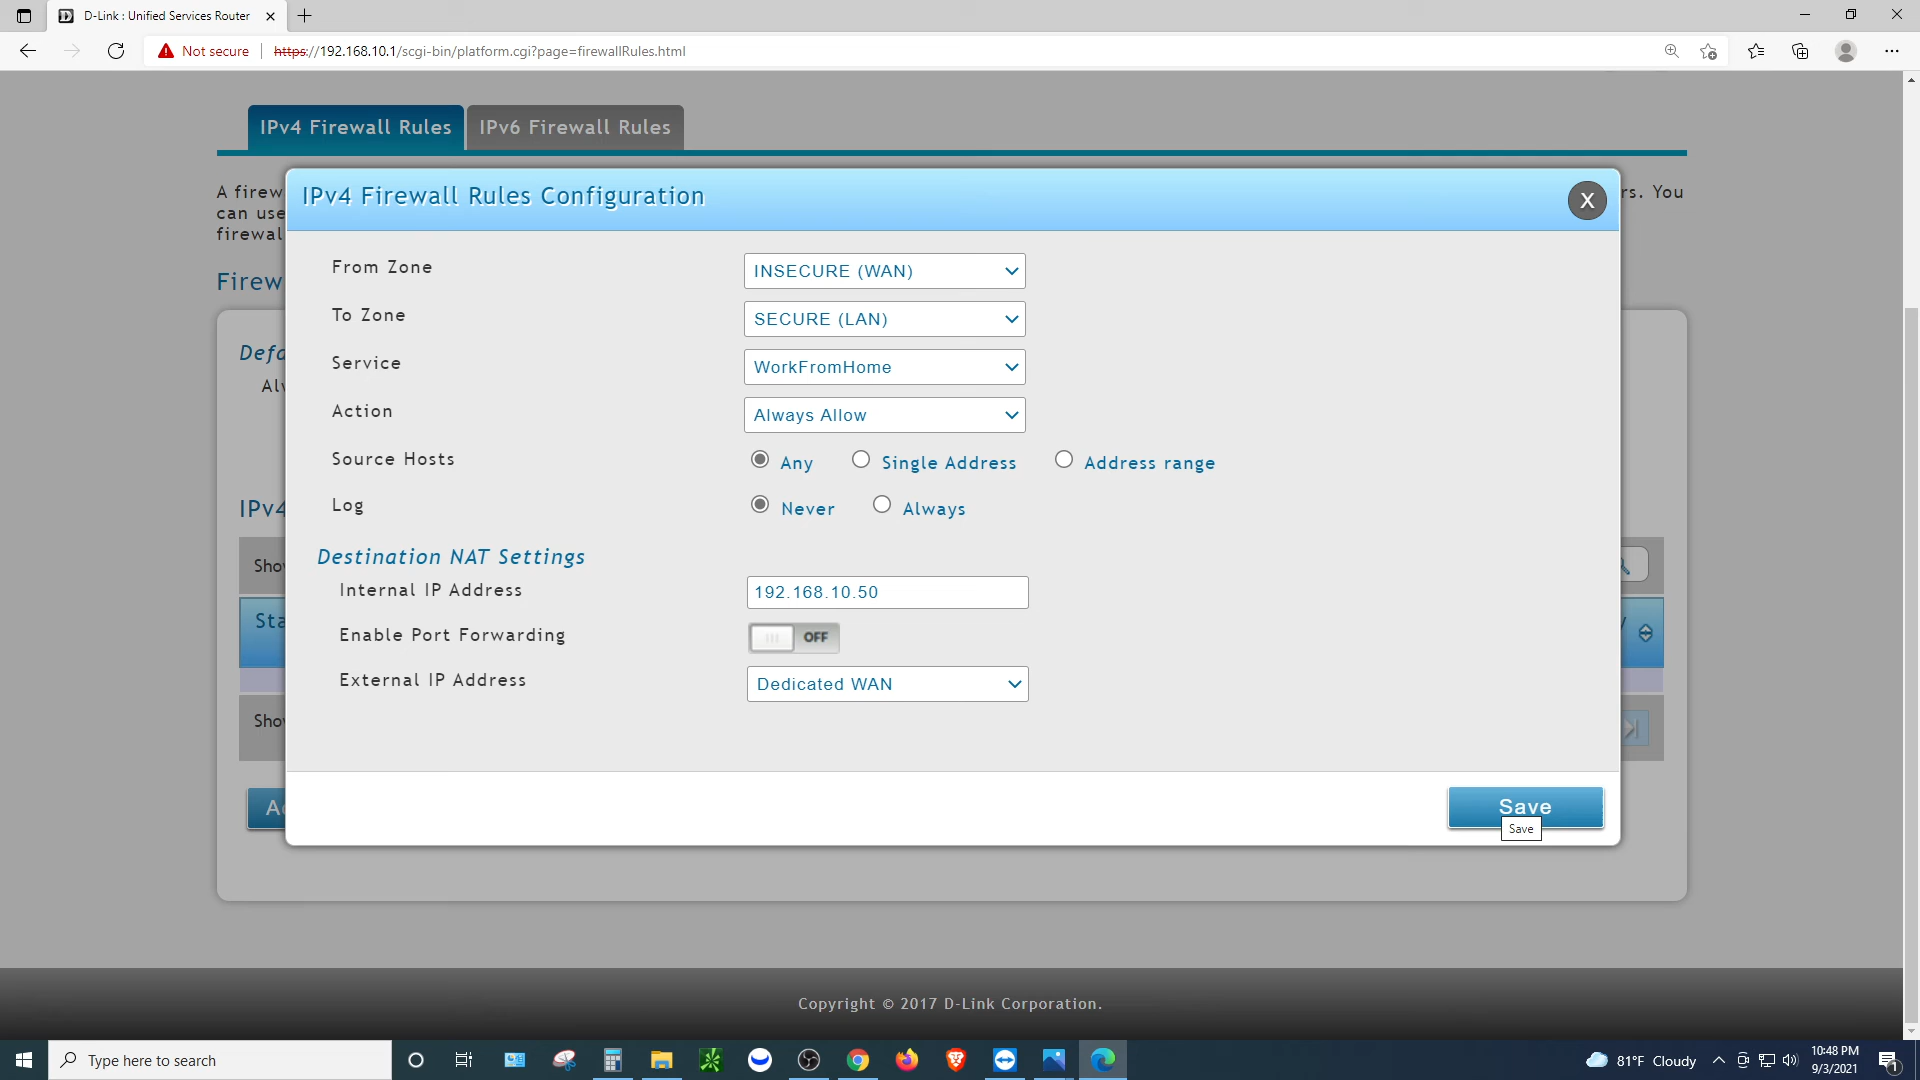 D-Link : Unified Services Router
Not secure
https://192.168.10.1/scgi-bin/platform.cgi?page=firewallRules.html
IPv4 Firewall Rules
IPv6 Firewall Rules
A firew
rs. You
can use
firewal
IPv4 Firewall Rules Configuration
X
Firew
From Zone
INSECURE (WAN)
To Zone
SECURE (LAN)
Defa
Service
WorkFromHome
Action
Always Allow
Source Hosts
Any
Single Address
Address range
Log
Never
Always
IPv4
Destination NAT Settings
Sho
Internal IP Address
192.168.10.50
Sta
Enable Port Forwarding
OFF
External IP Address
Dedicated WAN
Sho
Save
Save
Copyright © 2017 D-Link Corporation.
Type here to search
81°F Cloudy
10:48 PM
9/3/2021
1